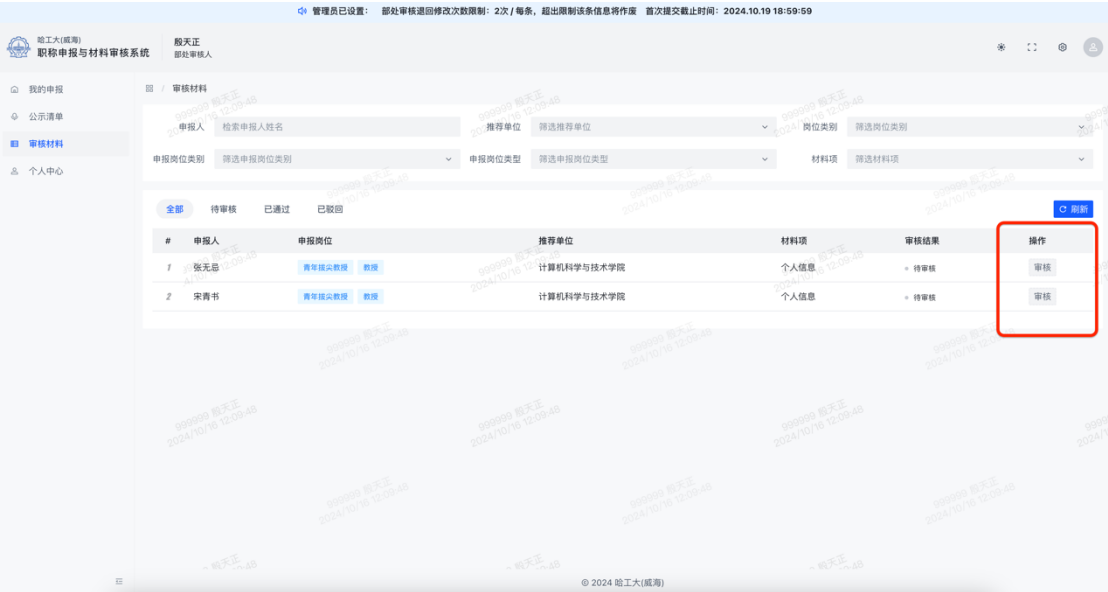 管理员已设置： 部处审核退回修改次数限制：2次 / 每条，超出限制该条信息将作废 首次提交截止时间：2024.10.19 18:59:59
哈工大(威海)
职称申报与材料审核系统
殷天正
部处审核人
我的申报
公示清单
审核材料
个人中心
/ 审核材料
申报人 检索申报人姓名 推荐单位 筛选推荐单位 岗位类别 筛选岗位类别
申报岗位类别 筛选申报岗位类别 申报岗位类型 筛选申报岗位类型 材料项 筛选材料项
全部 待审核 已通过 已驳回 刷新
# 申报人 申报岗位 推荐单位 材料项 审核结果 操作
1 张无忌 青年拔尖教授 教授 计算机科学与技术学院 个人信息 待审核 审核
2 宋青书 青年拔尖教授 教授 计算机科学与技术学院 个人信息 待审核 审核
999999 殷天正
2024/10/16 12:09:48
© 2024 哈工大(威海)